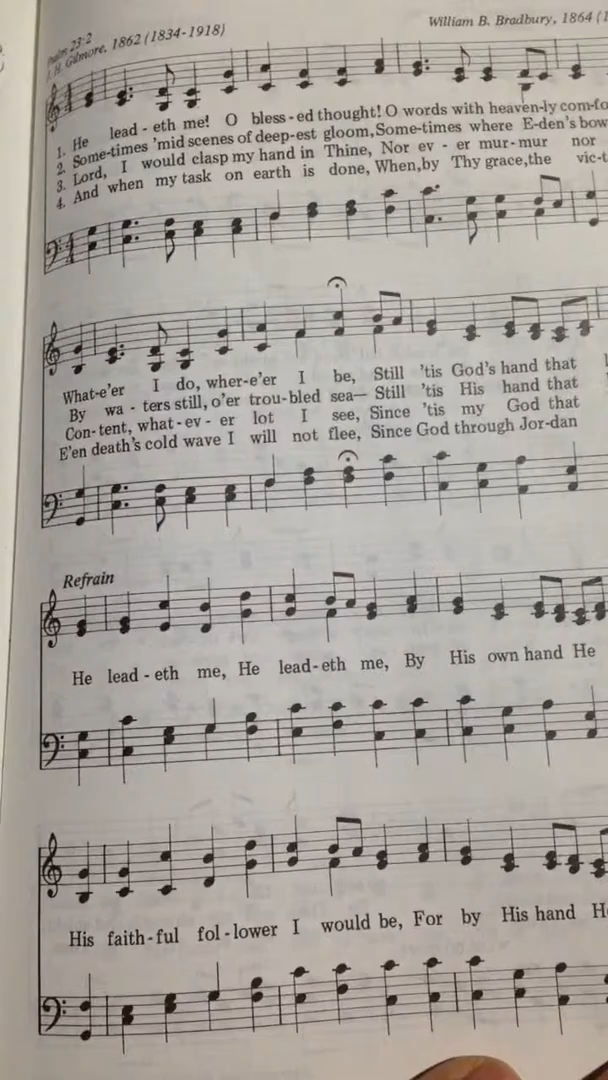 Psalm 23:2
J. H. Gilmore, 1862 (1834-1918)
William B. Bradbury, 1864 (1
1. He lead - eth me! O bless - ed thought! O words with heaven-ly com-fo
2. Some-times 'mid scenes of deep-est gloom, Some-times where E-den's bow
3. Lord, I would clasp my hand in Thine, Nor ev - er mur-mur nor
4. And when my task on earth is done, When, by Thy grace, the vic-t
What-e'er I do, wher-e'er I be, Still 'tis God's hand that
By wa - ters still, o'er trou-bled sea— Still 'tis His hand that
Con-tent, what-ev - er lot I see, Since 'tis my God that
E'en death's cold wave I will not flee, Since God through Jor-dan
Refrain
He lead - eth me, He lead-eth me, By His own hand He
His faith-ful fol-lower I would be, For by His hand H